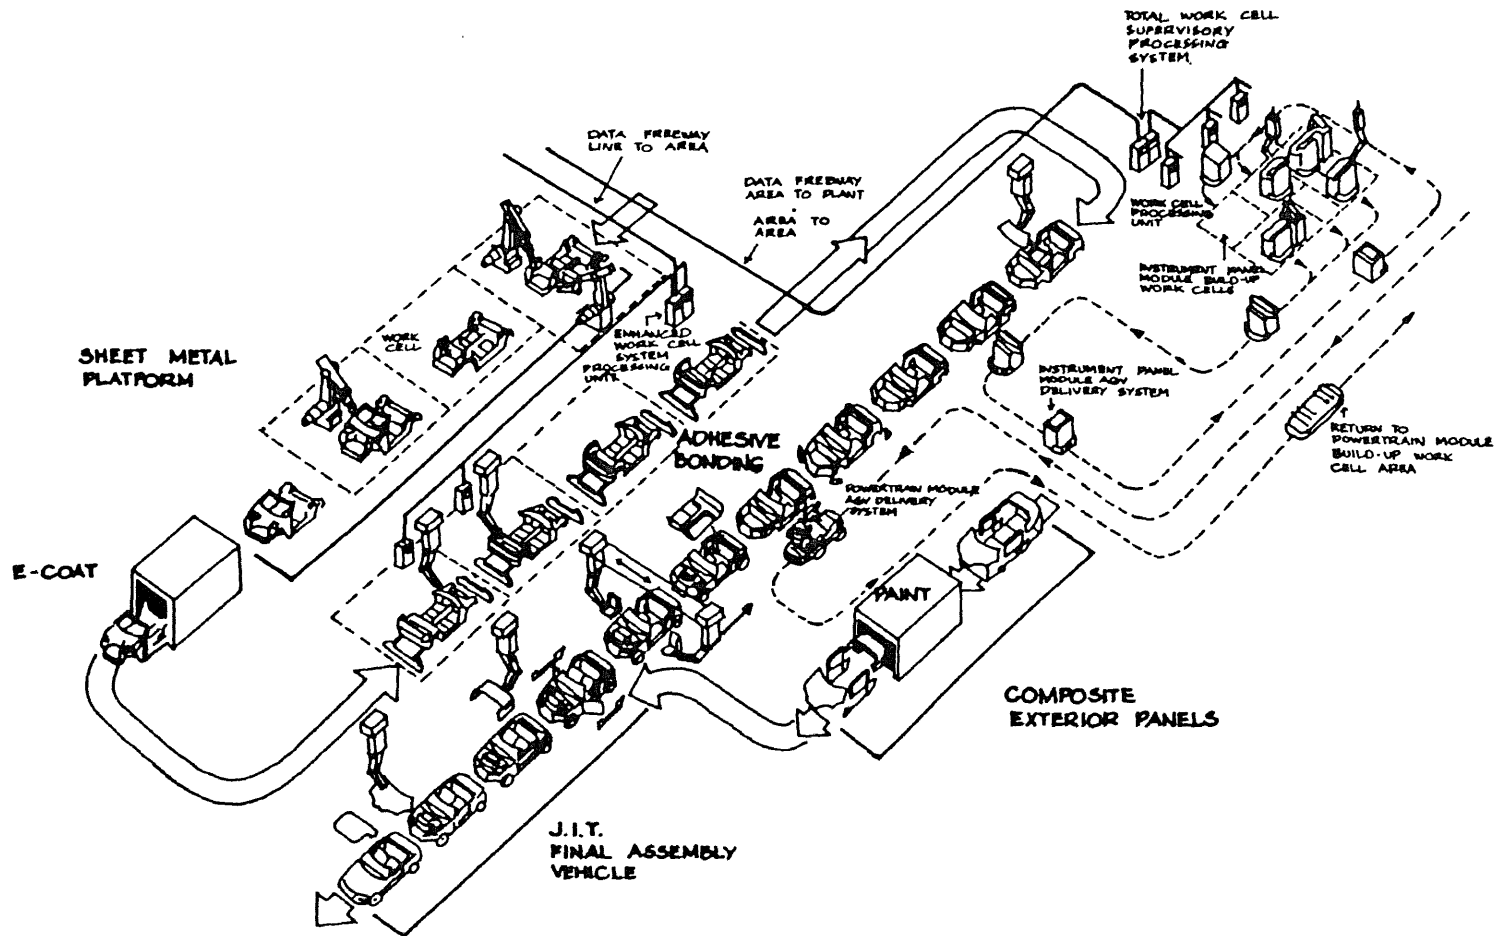 TOTAL WORK CELL
SUPERVISORY
PROCESSING
SYSTEM
DATA FREEWAY
LINE TO AREA
DATA FREEWAY
AREA TO PLANT
AREA TO
AREA
WORK CELL
PROCESSING
UNIT
INSTRUMENT PANEL
MODULE BUILD-UP
WORK CELLS
SHEET METAL
PLATFORM
WORK
CELL
ENHANCED
WORK CELL
SYSTEM
PROCESSING
UNITS
INSTRUMENT PANEL
MODULE AGV
DELIVERY SYSTEM
RETURN TO
POWERTRAIN MODULE
BUILD-UP WORK
CELL AREA
ADHESIVE
BONDING
POWERTRAIN MODULE
AGV DELIVERY
SYSTEM
E-COAT
PAINT
COMPOSITE
EXTERIOR PANELS
J.I.T.
FINAL ASSEMBLY
VEHICLE